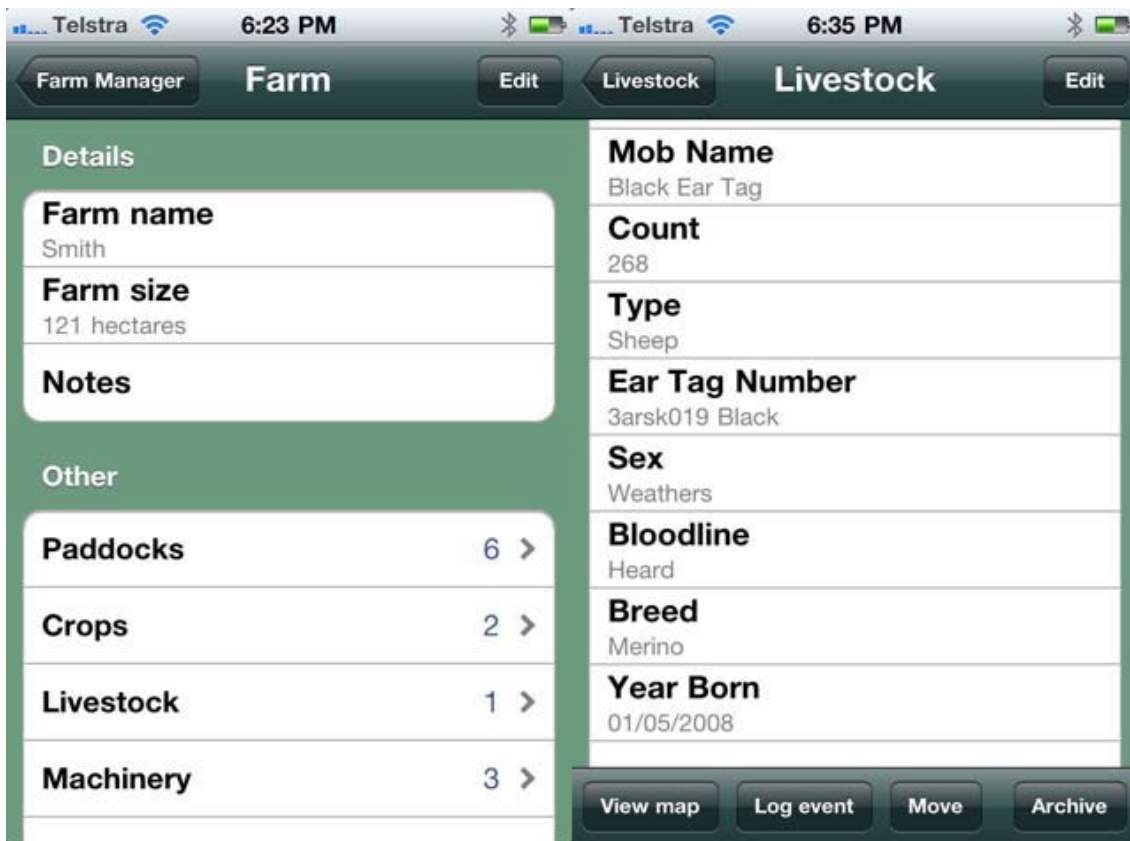 Telstra 6:23 PM
Farm Manager Farm Edit
Details
Farm name
Smith
Farm size
121 hectares
Notes
Other
Paddocks 6
Crops 2
Livestock 1
Machinery 3
Telstra 6:35 PM
Livestock Livestock Edit
Mob Name
Black Ear Tag
Count
268
Type
Sheep
Ear Tag Number
3arsk019 Black
Sex
Weathers
Bloodline
Heard
Breed
Merino
Year Born
01/05/2008
View map Log event Move Archive